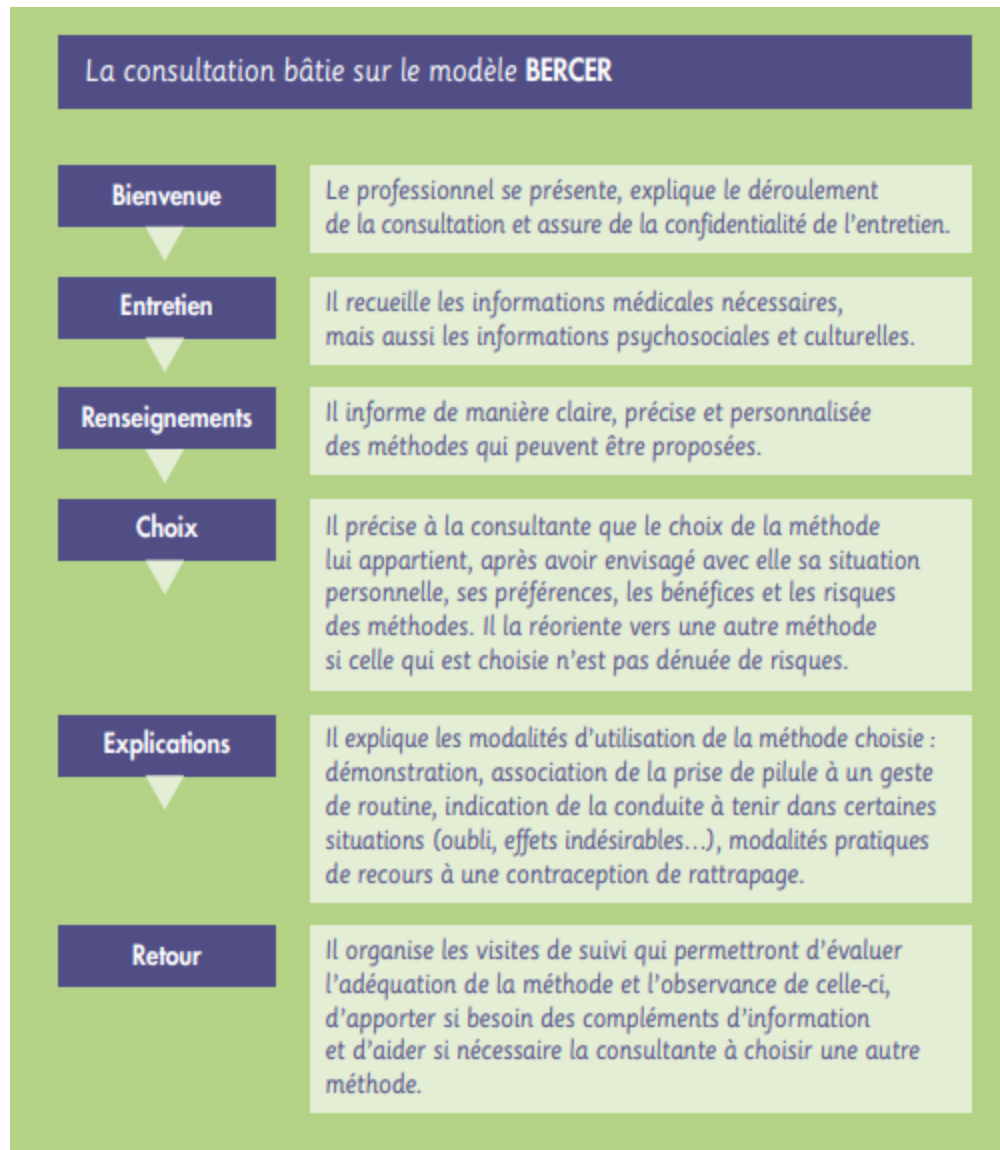 La consultation bâtie sur le modèle BERCER
Bienvenue
Le professionnel se présente, explique le déroulement
de la consultation et assure de la confidentialité de l'entretien.
Entretien
Il recueille les informations médicales nécessaires,
mais aussi les informations psychosociales et culturelles.
Renseignements
Il informe de manière claire, précise et personnalisée
des méthodes qui peuvent être proposées.
Choix
Il précise à la consultante que le choix de la méthode
lui appartient, après avoir envisagé avec elle sa situation
personnelle, ses préférences, les bénéfices et les risques
des méthodes. Il la réoriente vers une autre méthode
si celle qui est choisie n'est pas dénuée de risques.
Explications
Il explique les modalités d'utilisation de la méthode choisie :
démonstration, association de la prise de pilule à un geste
de routine, indication de la conduite à tenir dans certaines
situations (oubli, effets indésirables...), modalités pratiques
de recours à une contraception de rattrapage.
Retour
Il organise les visites de suivi qui permettront d'évaluer
l'adéquation de la méthode et l'observance de celle-ci,
d'apporter si besoin des compléments d'information
et d'aider si nécessaire la consultante à choisir une autre
méthode.